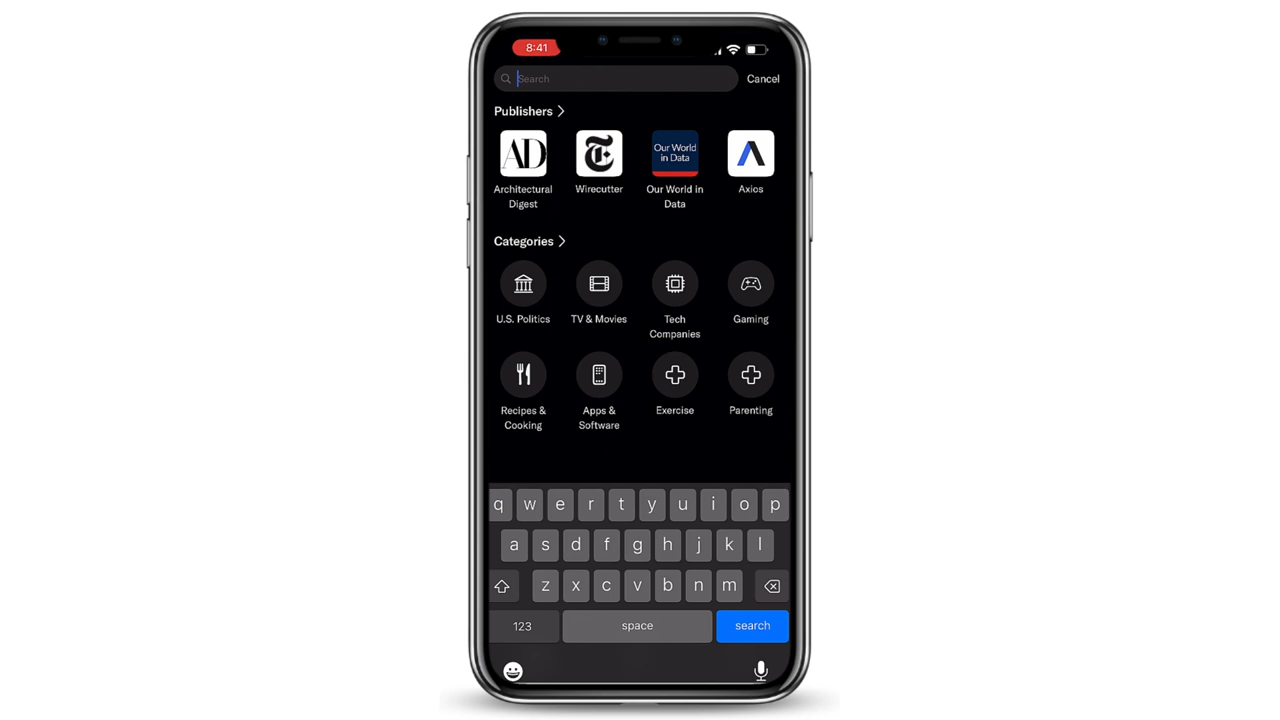 8:41
Search
Cancel
Publishers
AD
Our World
in Data
Architectural
Digest
Wirecutter
Our World in
Data
Axios
Categories
U.S. Politics
TV & Movies
Tech
Companies
Gaming
Recipes &
Cooking
Apps &
Software
Exercise
Parenting
q w e r t y u i o p
a s d f g h j k l
z x c v b n m
123
space
search